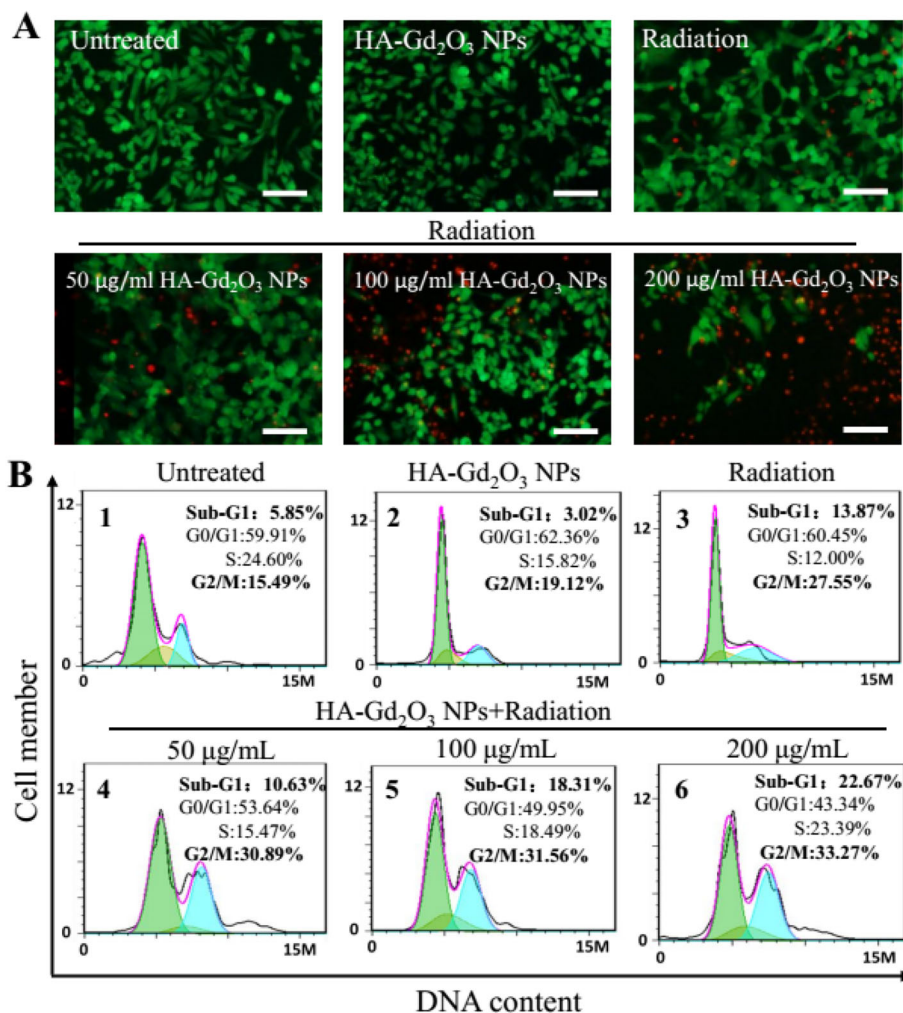 A
Untreated
HA-Gd₂O₃ NPs
Radiation
Radiation
50 μg/ml HA-Gd₂O₃ NPs
100 μg/ml HA-Gd₂O₃ NPs
200 μg/ml HA-Gd₂O₃ NPs
B
Untreated
HA-Gd₂O₃ NPs
Radiation
12
1
Sub-G1: 5.85%
G0/G1:59.91%
S:24.60%
G2/M:15.49%
0
0
15M
12
2
Sub-G1: 3.02%
G0/G1:62.36%
S:15.82%
G2/M:19.12%
0
0
15M
12
3
Sub-G1: 13.87%
G0/G1:60.45%
S:12.00%
G2/M:27.55%
0
0
15M
HA-Gd₂O₃ NPs+Radiation
50 μg/mL
100 μg/mL
200 μg/mL
12
4
Sub-G1: 10.63%
G0/G1:53.64%
S:15.47%
G2/M:30.89%
0
0
15M
12
5
Sub-G1: 18.31%
G0/G1:49.95%
S:18.49%
G2/M:31.56%
0
0
15M
12
6
Sub-G1: 22.67%
G0/G1:43.34%
S:23.39%
G2/M:33.27%
0
0
15M
Cell member
DNA content